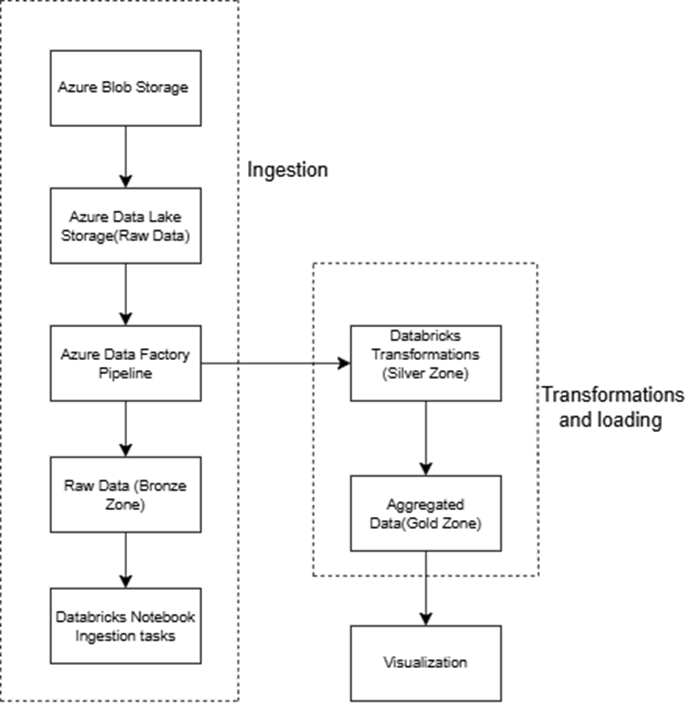 Azure Blob Storage
Ingestion
Azure Data Lake
Storage(Raw Data)
Azure Data Factory
Pipeline
Databricks
Transformations
(Silver Zone)
Transformations
and loading
Raw Data (Bronze
Zone)
Aggregated
Data(Gold Zone)
Databricks Notebook
Ingestion tasks
Visualization